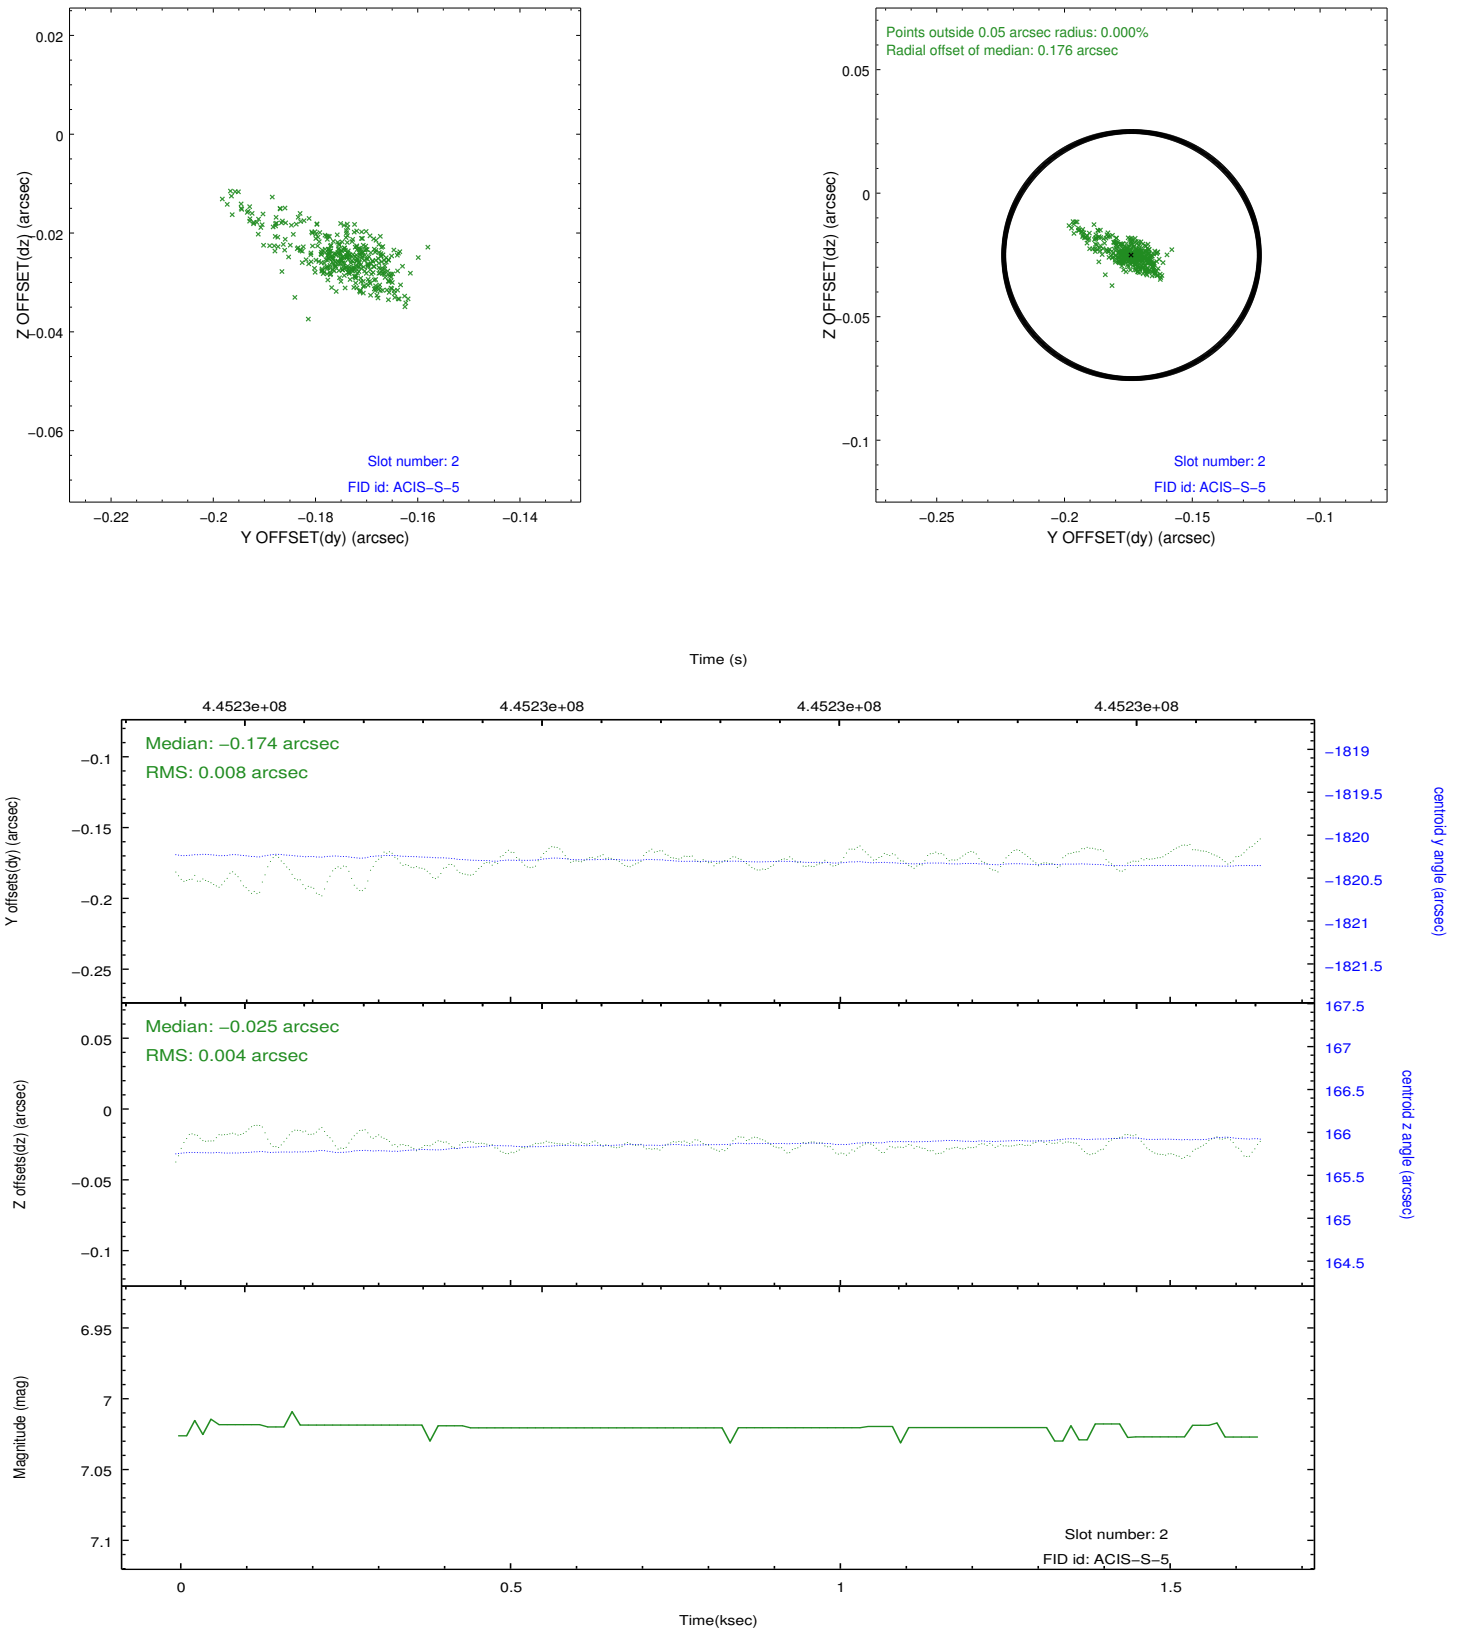 0.02
0
−0.02
−0.04
−0.06
Z OFFSET(dz) (arcsec)
Slot number: 2
FID id: ACIS−S−5
−0.22
−0.2
−0.18
−0.16
−0.14
Y OFFSET(dy) (arcsec)
Points outside 0.05 arcsec radius: 0.000%
Radial offset of median: 0.176 arcsec
0.05
0
−0.05
−0.1
Z OFFSET(dz) (arcsec)
Slot number: 2
FID id: ACIS−S−5
−0.25
−0.2
−0.15
−0.1
Y OFFSET(dy) (arcsec)
Time (s)
4.4523e+08
4.4523e+08
4.4523e+08
4.4523e+08
Median: −0.174 arcsec
RMS: 0.008 arcsec
−0.1
−0.15
−0.2
−0.25
Y offsets(dy) (arcsec)
−1819
−1819.5
−1820
−1820.5
−1821
−1821.5
centroid y angle (arcsec)
Median: −0.025 arcsec
RMS: 0.004 arcsec
0.05
0
−0.05
−0.1
Z offsets(dz) (arcsec)
167.5
167
166.5
166
165.5
165
164.5
centroid z angle (arcsec)
6.95
7
7.05
7.1
Magnitude (mag)
Slot number: 2
FID id: ACIS−S−5
0
0.5
1
1.5
Time(ksec)